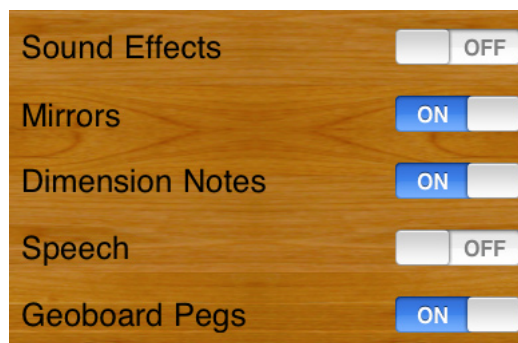 Sound Effects OFF
Mirrors ON
Dimension Notes ON
Speech OFF
Geoboard Pegs ON